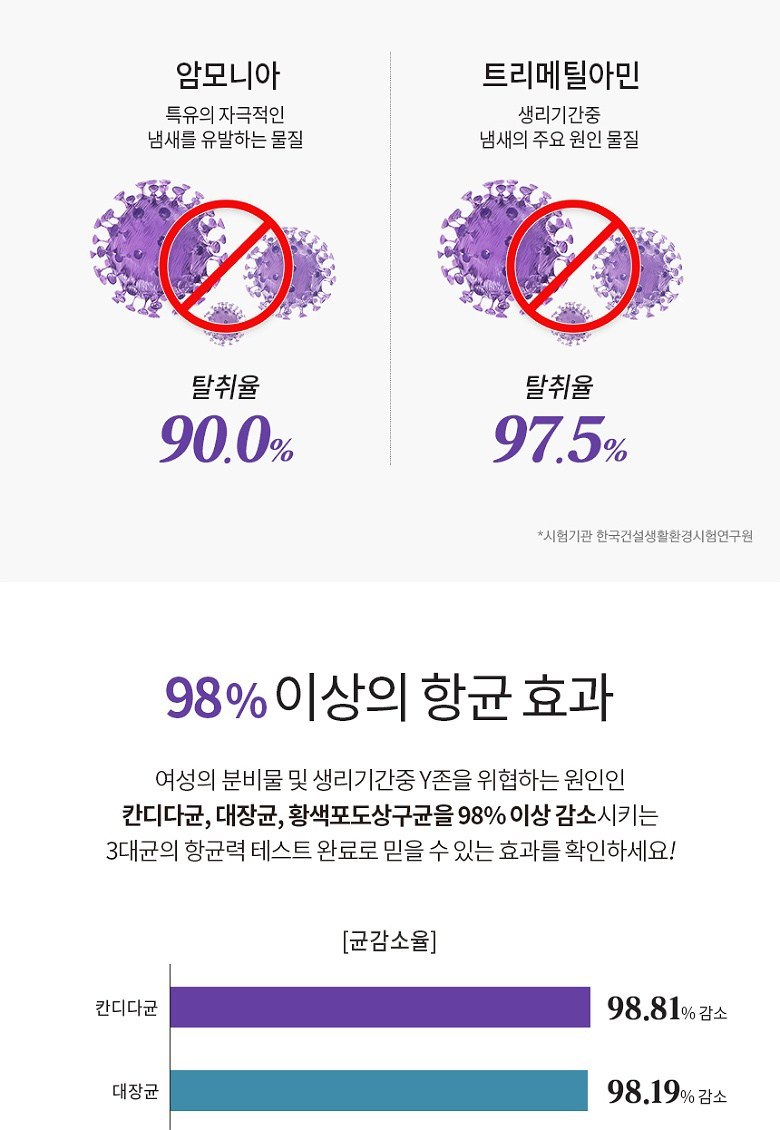 암모니아
특유의 자극적인
냄새를 유발하는 물질
탈취율
90.0%
트리메틸아민
생리기간중
냄새의 주요 원인 물질
탈취율
97.5%
*시험기관 한국건설생활환경시험연구원
98% 이상의 항균 효과
여성의 분비물 및 생리기간중 Y존을 위협하는 원인인
칸디다균, 대장균, 황색포도상구균을 98% 이상 감소시키는
3대균의 항균력 테스트 완료로 믿을 수 있는 효과를 확인하세요!
[균감소율]
칸디다균 98.81% 감소
대장균 98.19% 감소